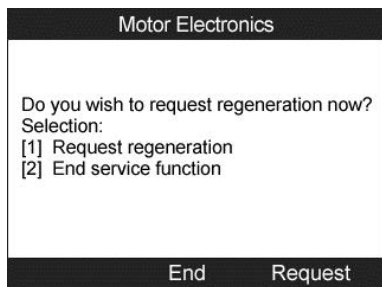 Motor Electronics
Do you wish to request regeneration now?
Selection:
[1] Request regeneration
[2] End service function
End Request